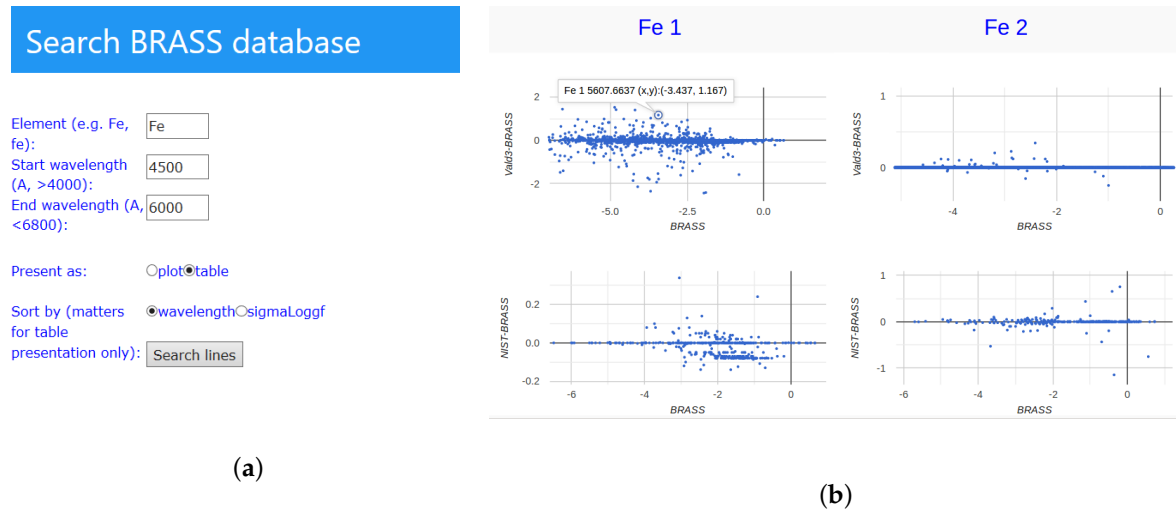 Search BRASS database
Element (e.g. Fe,
fe):
Fe
Start wavelength
(A, >4000):
4500
End wavelength (A,
<6800):
6000
Present as:
plot table
Sort by (matters
for table
presentation only):
wavelength sigmaLoggf
Search lines
(a)
Fe 1
Fe 1 5607.6637 (x,y):(-3.437, 1.167)
2
0
-2
Vald3-BRASS
-5.0 -2.5 0.0
BRASS
0.2
0.0
-0.2
NIST-BRASS
-6 -4 -2 0
BRASS
Fe 2
1
0
Vald3-BRASS
-4 -2 0
BRASS
1
0
-1
NIST-BRASS
-6 -4 -2 0
BRASS
(b)